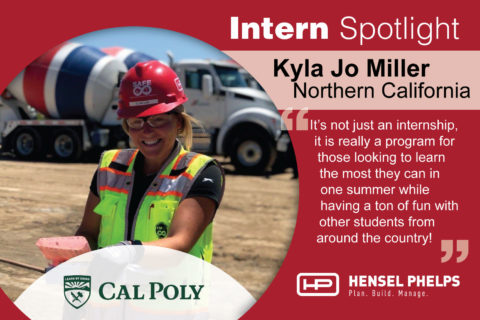 Intern Spotlight
Kyla Jo Miller
Northern California
“It’s not just an internship,
it is really a program for
those looking to learn
the most they can in
one summer while
having a ton of fun with
other students from
around the country!”
SAFE
CAL POLY
HP HENSEL PHELPS
Plan. Build. Manage.